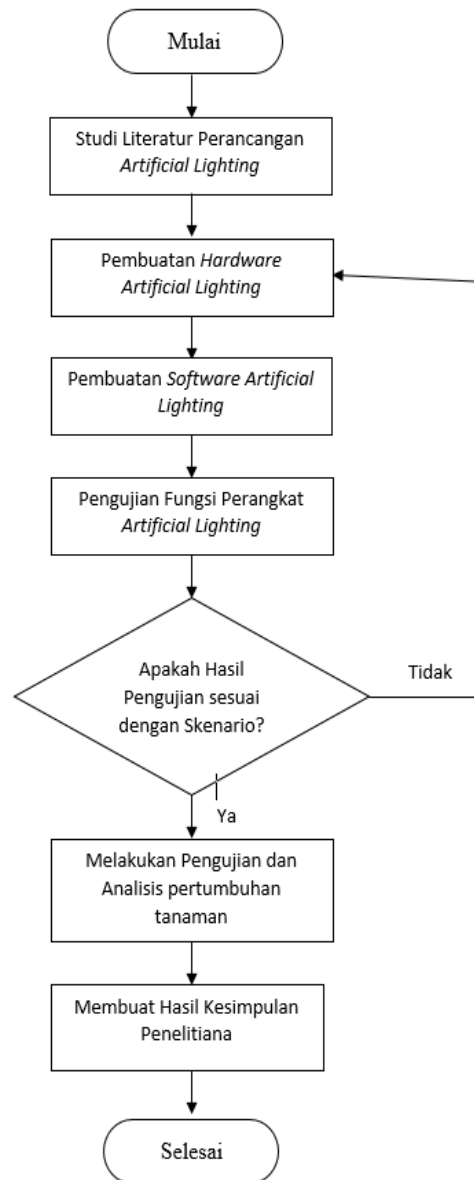 Mulai
Studi Literatur Perancangan
Artificial Lighting
Pembuatan Hardware
Artificial Lighting
Pembuatan Software Artificial
Lighting
Pengujian Fungsi Perangkat
Artificial Lighting
Apakah Hasil
Pengujian sesuai
dengan Skenario?
Tidak
Ya
Melakukan Pengujian dan
Analisis pertumbuhan
tanaman
Membuat Hasil Kesimpulan
Penelitiana
Selesai